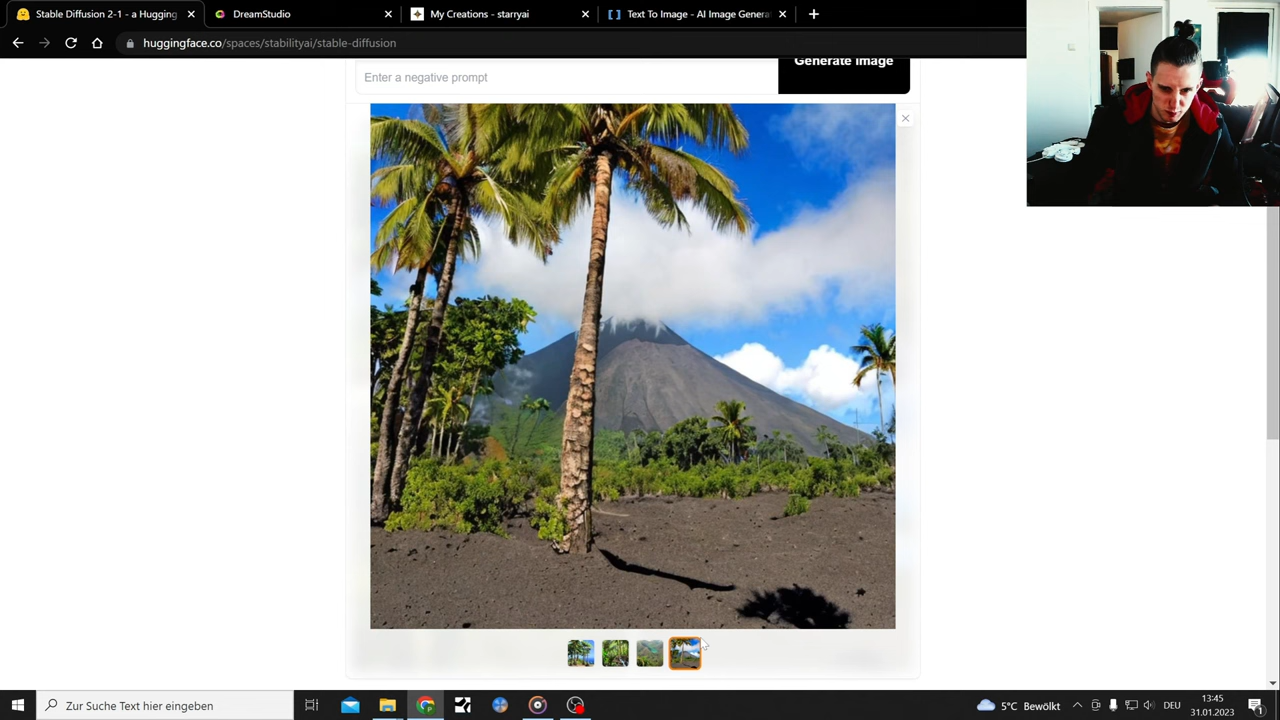 Stable Diffusion 2-1 - a Hugging
DreamStudio
My Creations - starryai
Text To Image - AI Image Genera
huggingface.co/spaces/stabilityai/stable-diffusion
Enter a negative prompt
Generate image
Zur Suche Text hier eingeben
5°C Bewölkt
DEU
13:45
31.01.2023
1